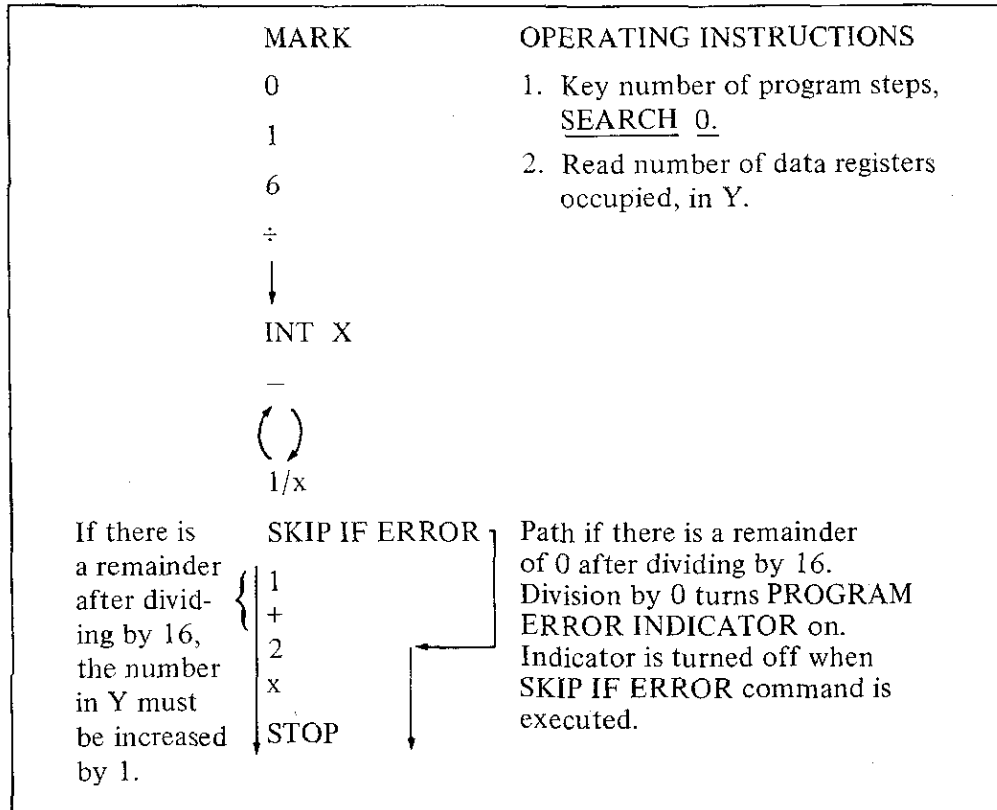 MARK
0
1
6
÷
↓
INT X
−
1/x
SKIP IF ERROR
1
+
2
x
STOP
OPERATING INSTRUCTIONS
1. Key number of program steps,
SEARCH 0.
2. Read number of data registers
occupied, in Y.
If there is
a remainder
after divid-
ing by 16,
the number
in Y must
be increased
by 1.
Path if there is a remainder
of 0 after dividing by 16.
Division by 0 turns PROGRAM
ERROR INDICATOR on.
Indicator is turned off when
SKIP IF ERROR command is
executed.